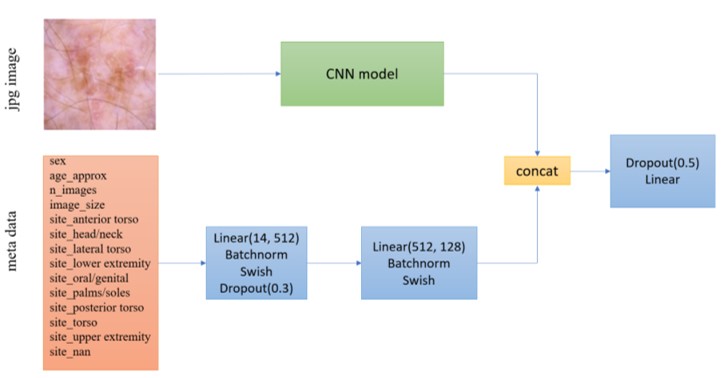 jpg image
CNN model
concat
Dropout(0.5)
Linear
meta data
sex
age_approx
n_images
image_size
site_anterior torso
site_head/neck
site_lateral torso
site_lower extremity
site_oral/genital
site_palms/soles
site_posterior torso
site_torso
site_upper extremity
site_nan
Linear(14, 512)
Batchnorm
Swish
Dropout(0.3)
Linear(512, 128)
Batchnorm
Swish